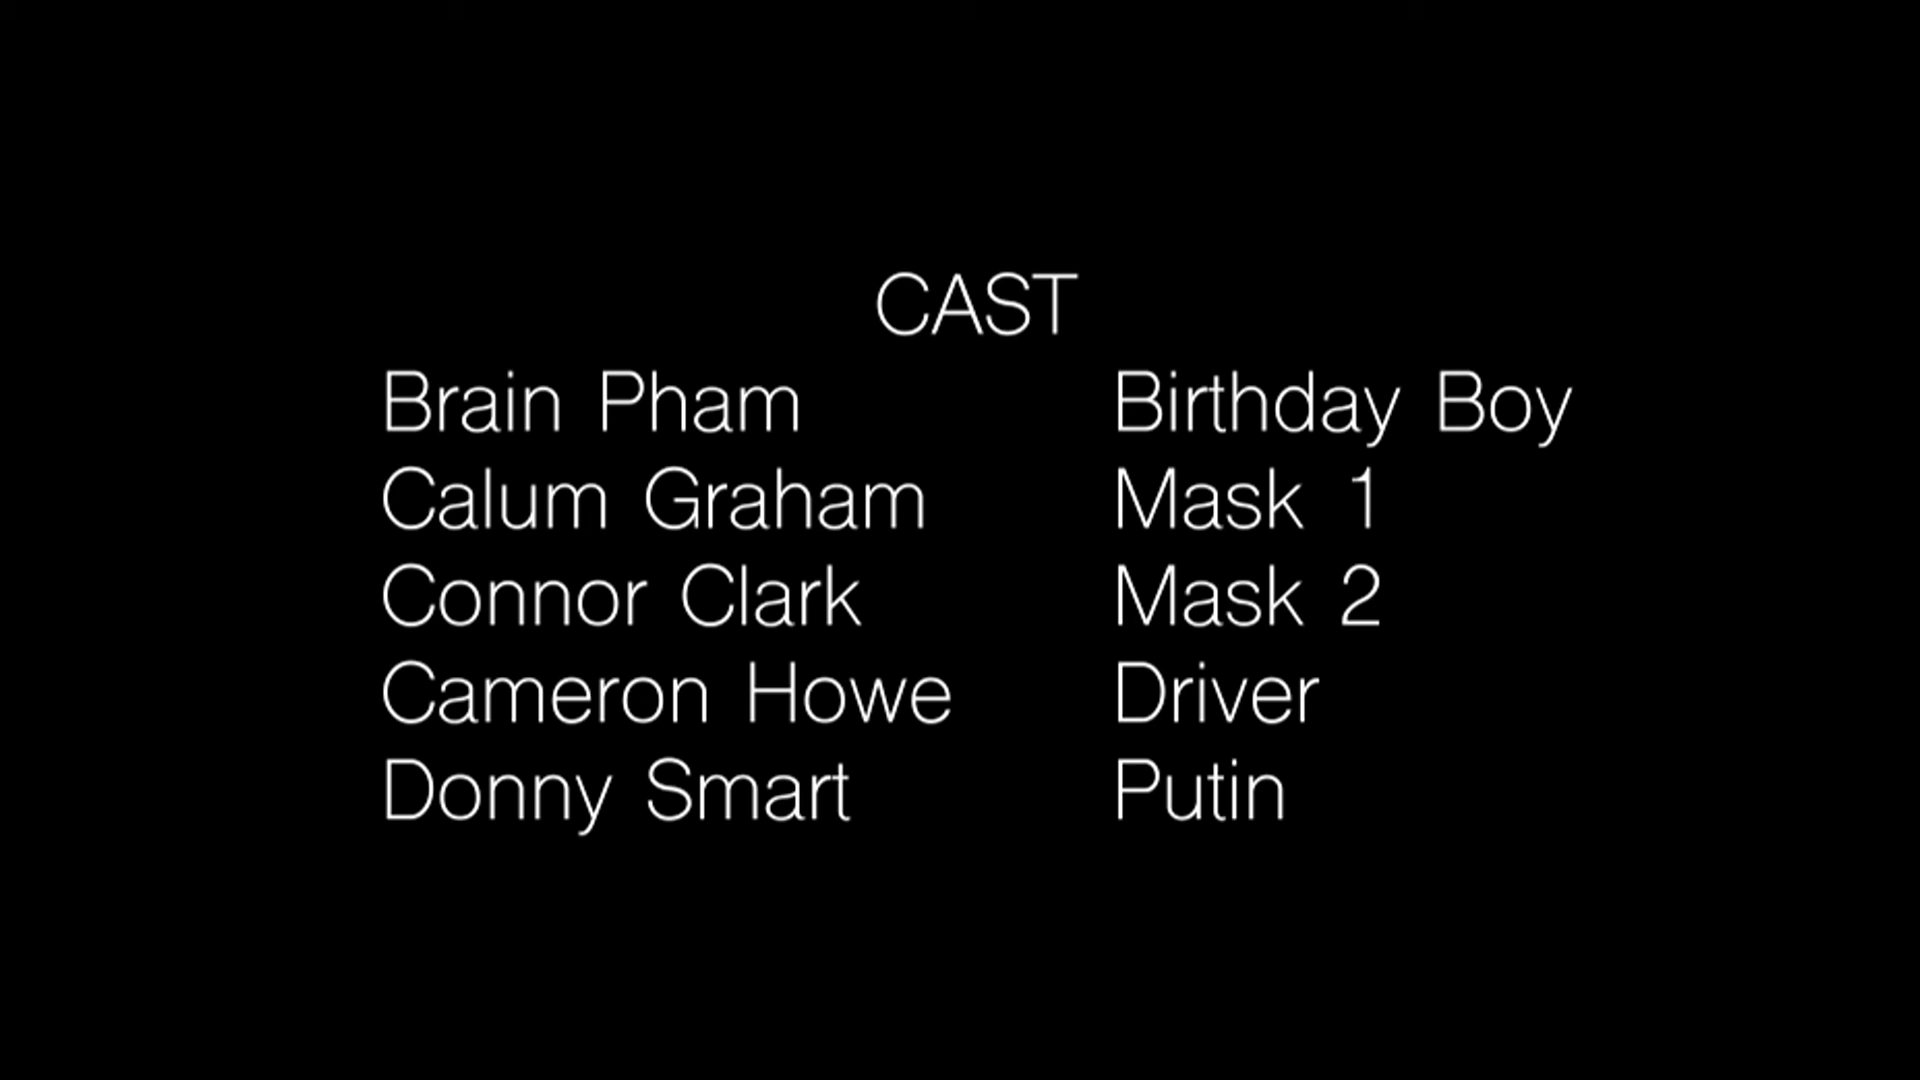 CAST
Brain Pham Birthday Boy
Calum Graham Mask 1
Connor Clark Mask 2
Cameron Howe Driver
Donny Smart Putin